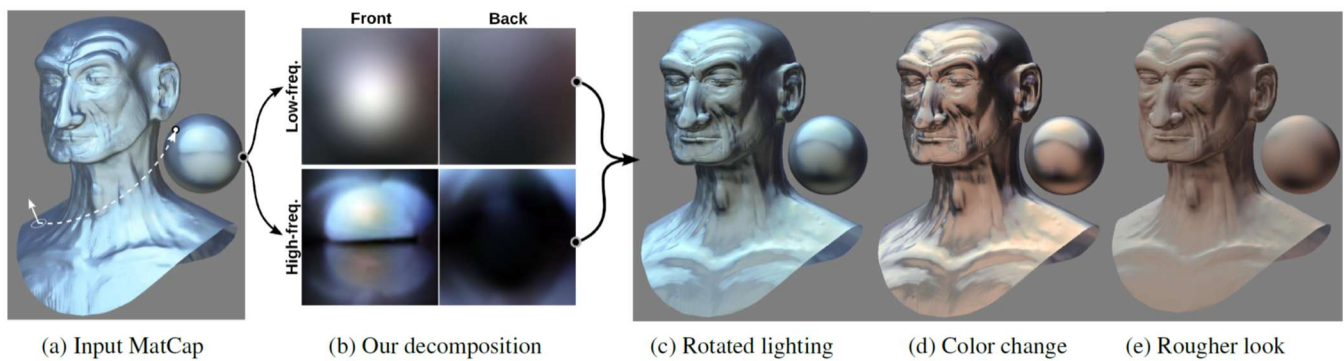 Front Back
Low-freq.
High-freq.
(a) Input MatCap (b) Our decomposition (c) Rotated lighting (d) Color change (e) Rougher look